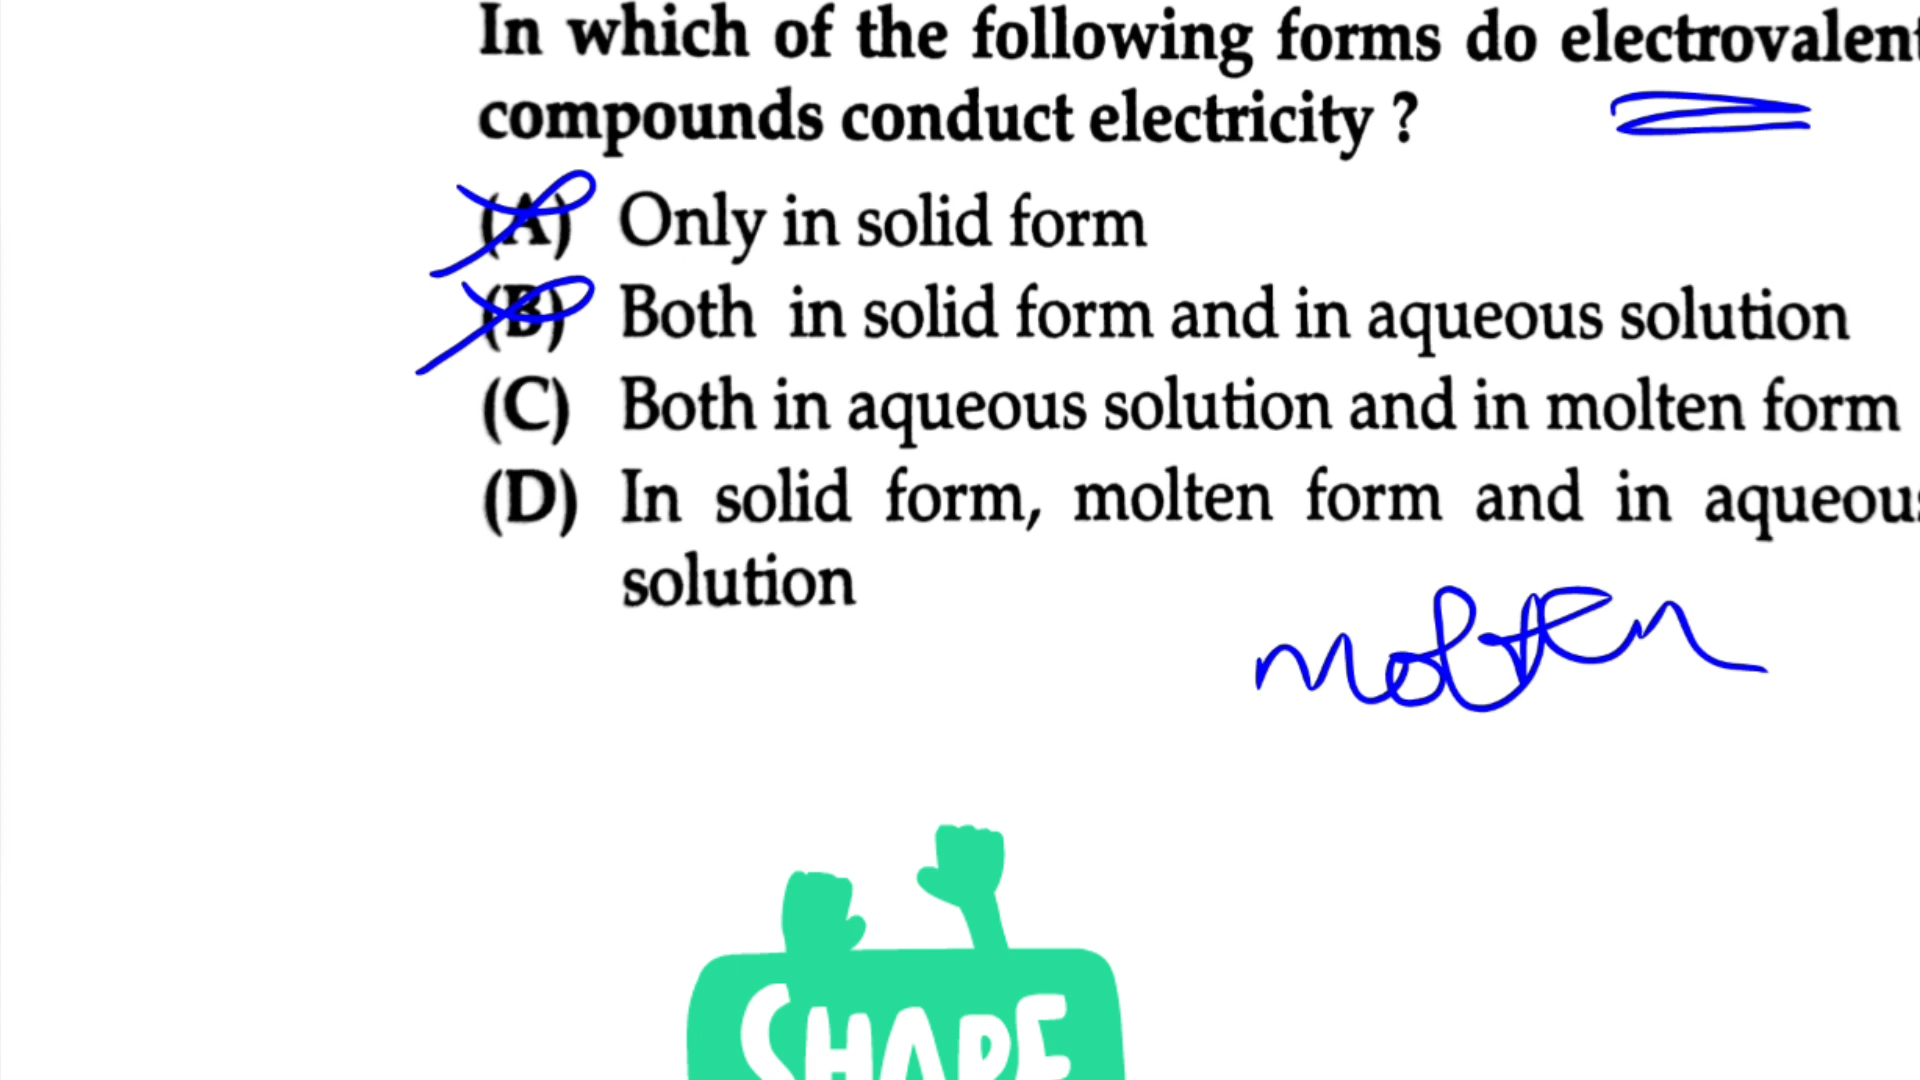 In which of the following forms do electrovalent
compounds conduct electricity ?
(A) Only in solid form
(B) Both in solid form and in aqueous solution
(C) Both in aqueous solution and in molten form
(D) In solid form, molten form and in aqueous
solution
molten
SHARE